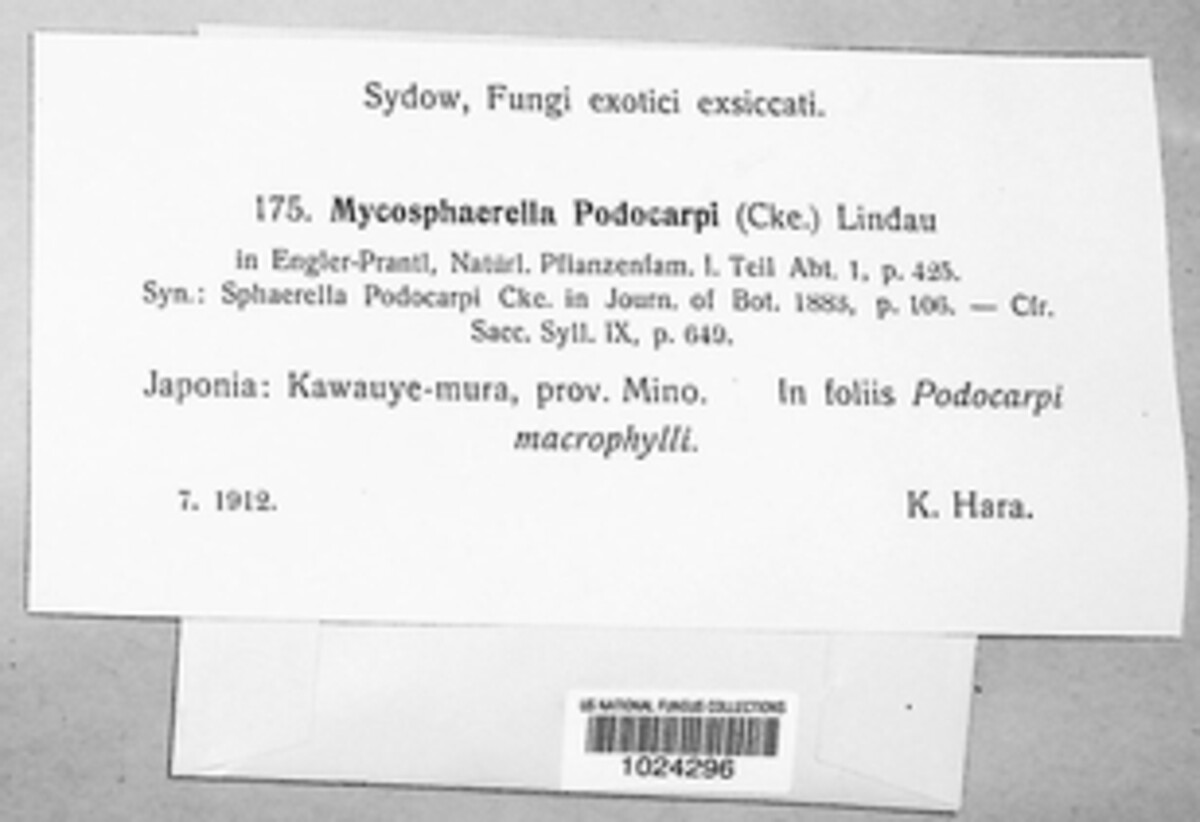 Sydow, Fungi exotici exsiccati.
175. Mycosphaerella Podocarpi (Cke.) Lindau
in Engler-Prantl, Natürl. Pflanzenfam. I. Teil Abt. 1, p. 425.
Syn.: Sphaerella Podocarpi Cke. in Journ. of Bot. 1883, p. 106. — Cfr.
Sacc. Syll. IX, p. 649.
Japonia: Kawauye-mura, prov. Mino. In foliis Podocarpi
macrophylli.
7. 1912. K. Hara.
US NATIONAL FUNGUS COLLECTIONS
1024296